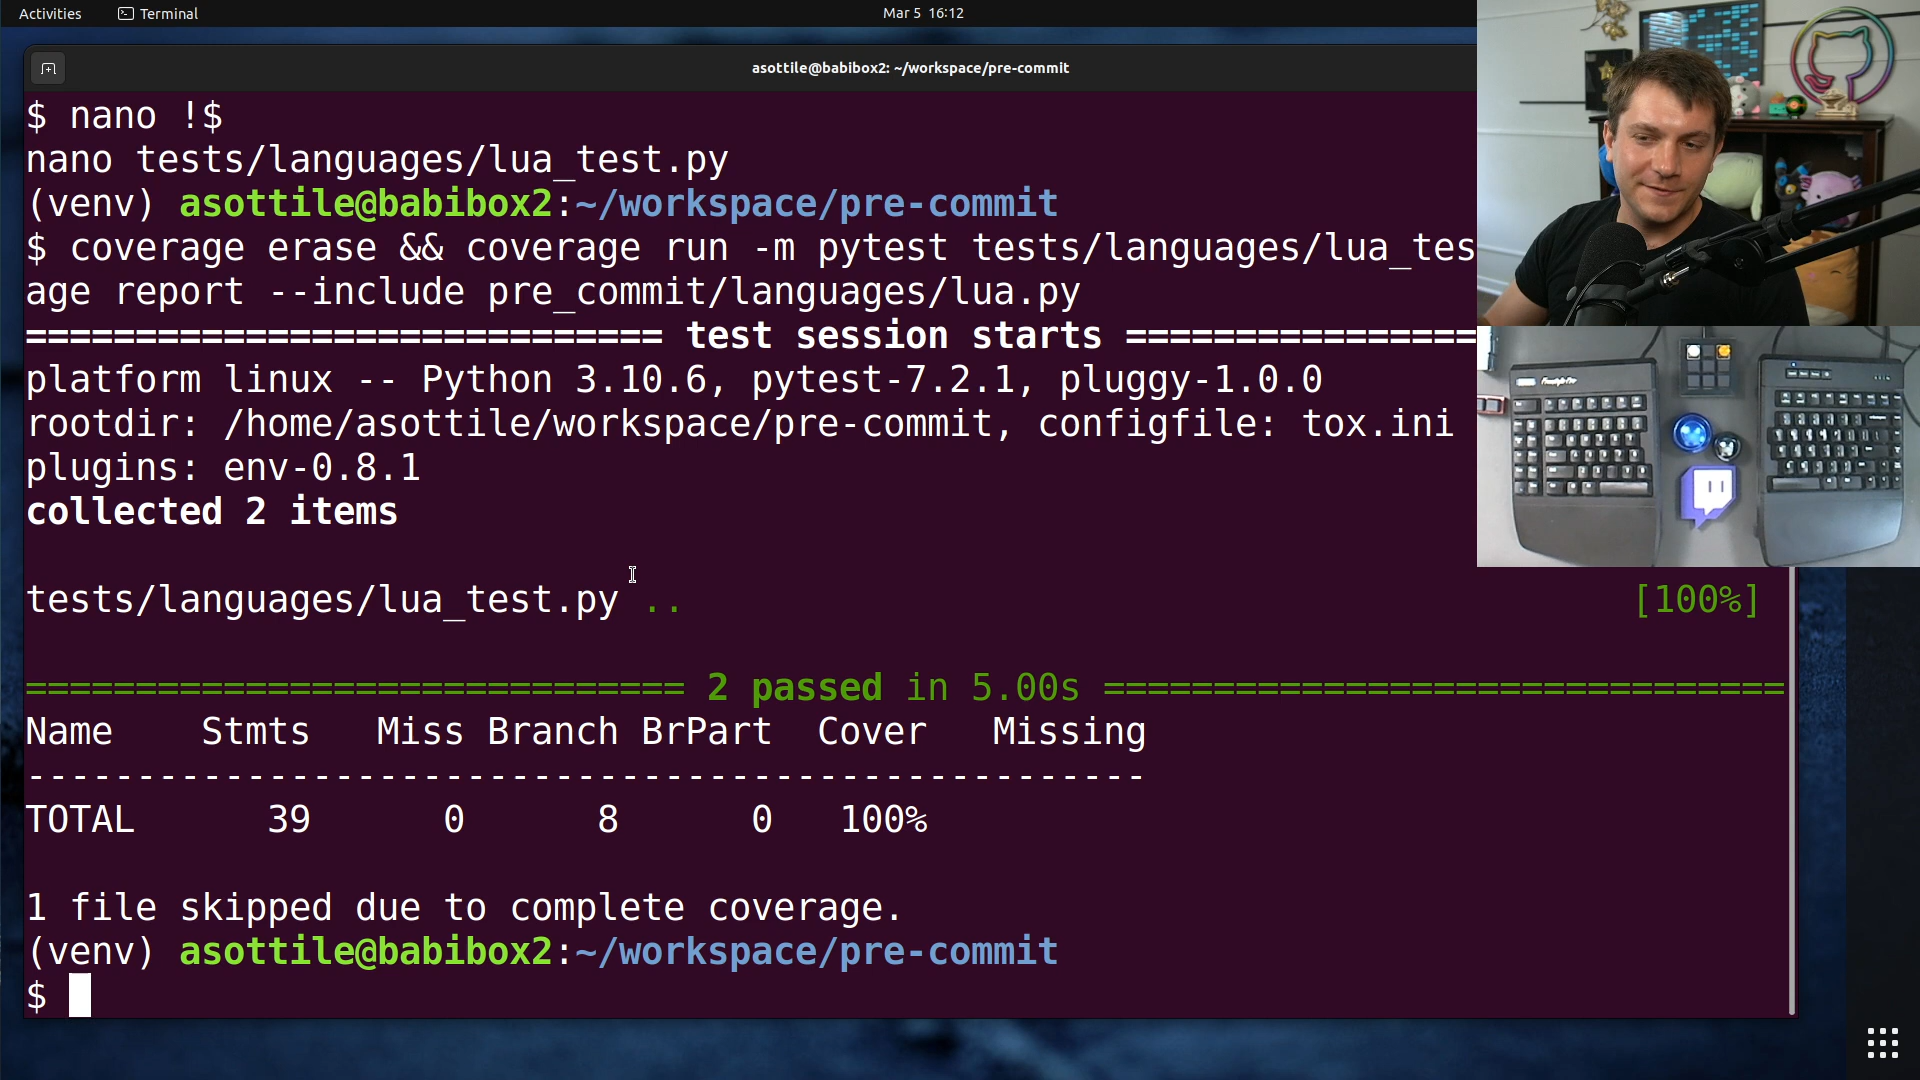 Activities
Terminal
Mar 5 16:12
asottile@babibox2: ~/workspace/pre-commit
$ nano !$
nano tests/languages/lua_test.py
(venv) asottile@babibox2:~/workspace/pre-commit
$ coverage erase && coverage run -m pytest tests/languages/lua_tes
age report --include pre_commit/languages/lua.py
============================= test session starts ================
platform linux -- Python 3.10.6, pytest-7.2.1, pluggy-1.0.0
rootdir: /home/asottile/workspace/pre-commit, configfile: tox.ini
plugins: env-0.8.1
collected 2 items
tests/languages/lua_test.py .. [100%]
============================== 2 passed in 5.00s ===============================
Name    Stmts   Miss Branch BrPart  Cover   Missing
---------------------------------------------------
TOTAL      39      0      8      0   100%
1 file skipped due to complete coverage.
(venv) asottile@babibox2:~/workspace/pre-commit
$